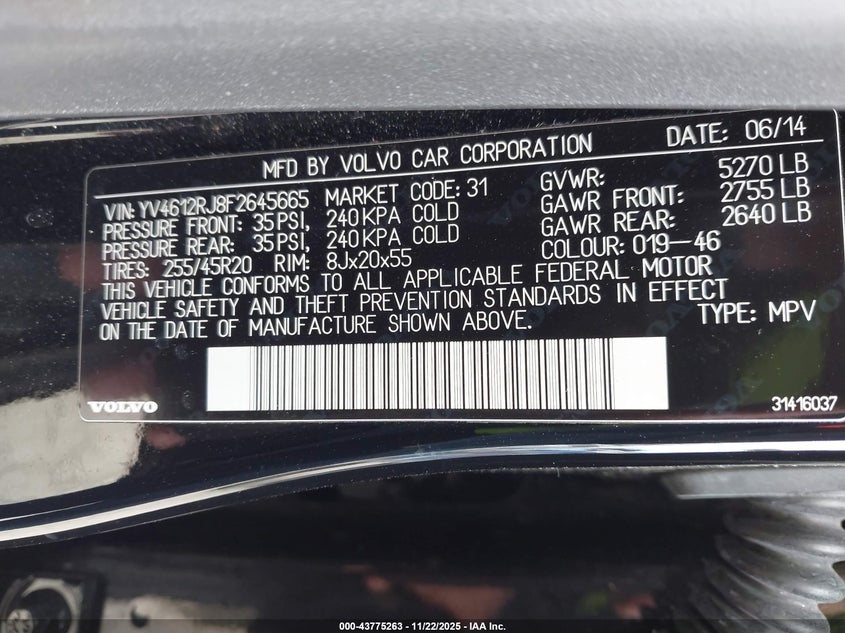 MFD BY VOLVO CAR CORPORATION DATE: 06/14
VIN: YV4612RJ8F2645665 MARKET CODE: 31 GVWR: 5270 LB
PRESSURE FRONT: 35 PSI, 240 KPA COLD GAWR FRONT: 2755 LB
PRESSURE REAR: 35 PSI, 240 KPA COLD GAWR REAR: 2640 LB
TIRES: 255/45R20 RIM: 8Jx20x55 COLOUR: 019-46
THIS VEHICLE CONFORMS TO ALL APPLICABLE FEDERAL MOTOR
VEHICLE SAFETY AND THEFT PREVENTION STANDARDS IN EFFECT
ON THE DATE OF MANUFACTURE SHOWN ABOVE. TYPE: MPV
VOLVO 31416037
000-43775263 - 11/22/2025 - IAA Inc.